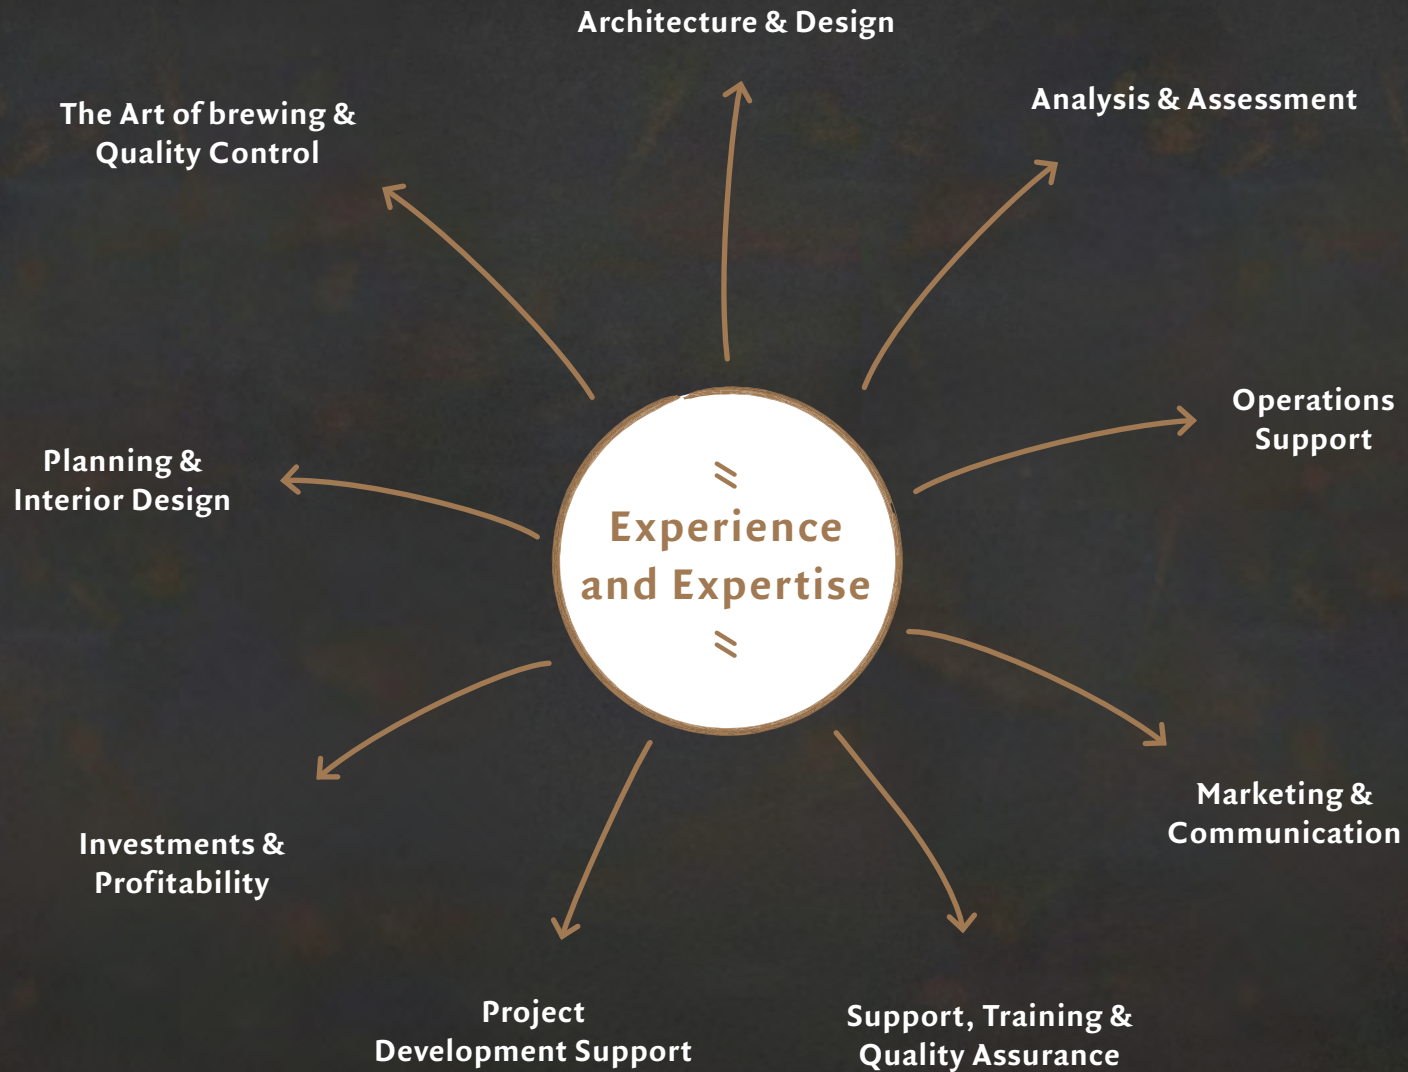 Architecture & Design
Analysis & Assessment
The Art of brewing &
Quality Control
Operations
Support
Planning &
Interior Design
Experience
and Expertise
Marketing &
Communication
Investments &
Profitability
Project
Development Support
Support, Training &
Quality Assurance